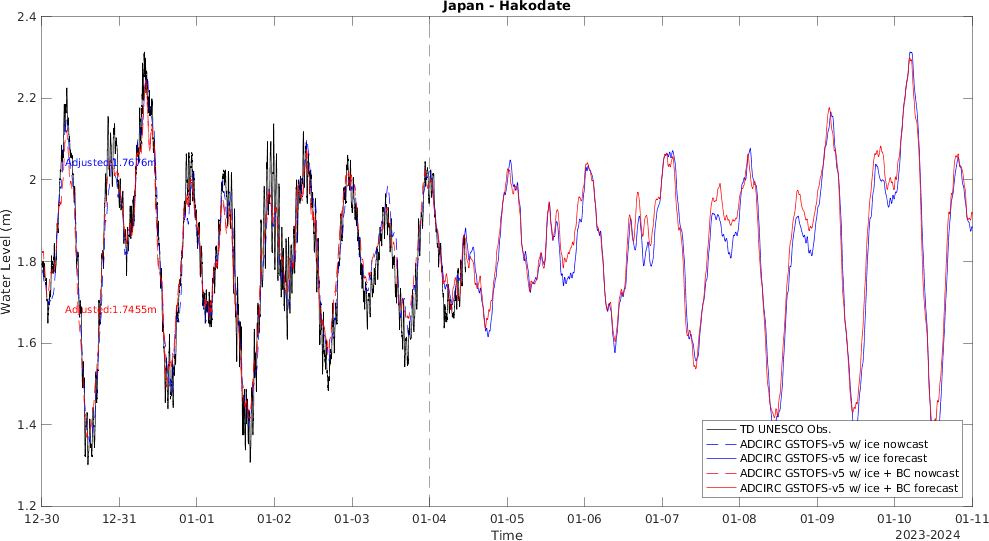 Japan - Hakodate
2.4
2.2
2
1.8
1.6
1.4
1.2
Water Level (m)
Adjusted:1.7676m
Adjusted:1.7455m
TD UNESCO Obs.
ADCIRC GSTOFS-v5 w/ ice nowcast
ADCIRC GSTOFS-v5 w/ ice forecast
ADCIRC GSTOFS-v5 w/ ice + BC nowcast
ADCIRC GSTOFS-v5 w/ ice + BC forecast
12-30 12-31 01-01 01-02 01-03 01-04 01-05 01-06 01-07 01-08 01-09 01-10 01-11
Time
2023-2024